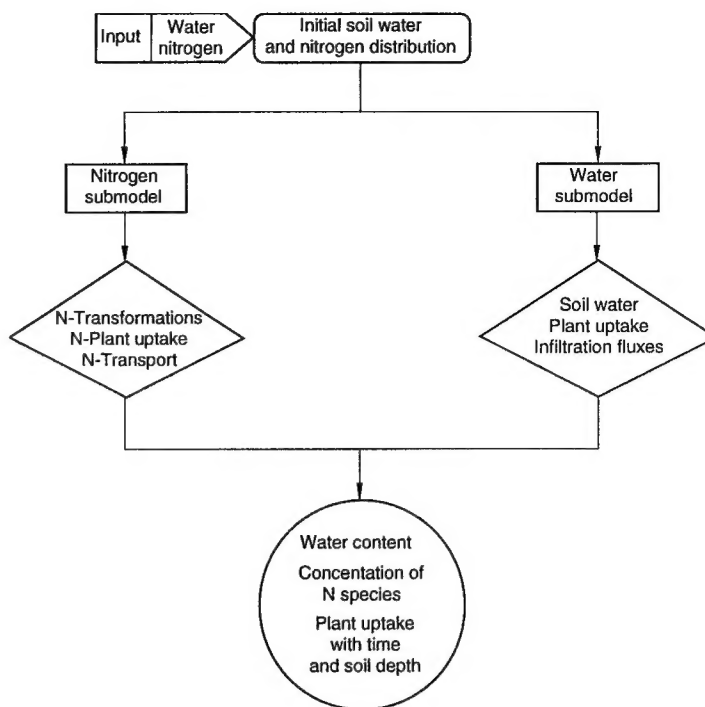 Input
Water
nitrogen
Initial soil water
and nitrogen distribution
Nitrogen
submodel
Water
submodel
N-Transformations
N-Plant uptake
N-Transport
Soil water
Plant uptake
Infiltration fluxes
Water content
Concentration of
N species
Plant uptake
with time
and soil depth